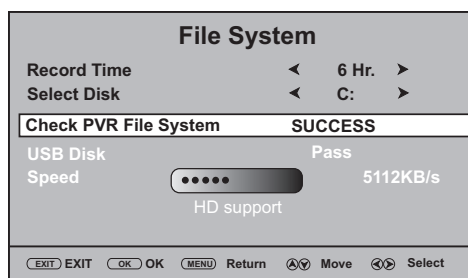 File System
Record Time 6 Hr.
Select Disk C:
Check PVR File System SUCCESS
USB Disk Pass
Speed 5112KB/s
HD support
EXIT EXIT OK OK MENU Return Move Select